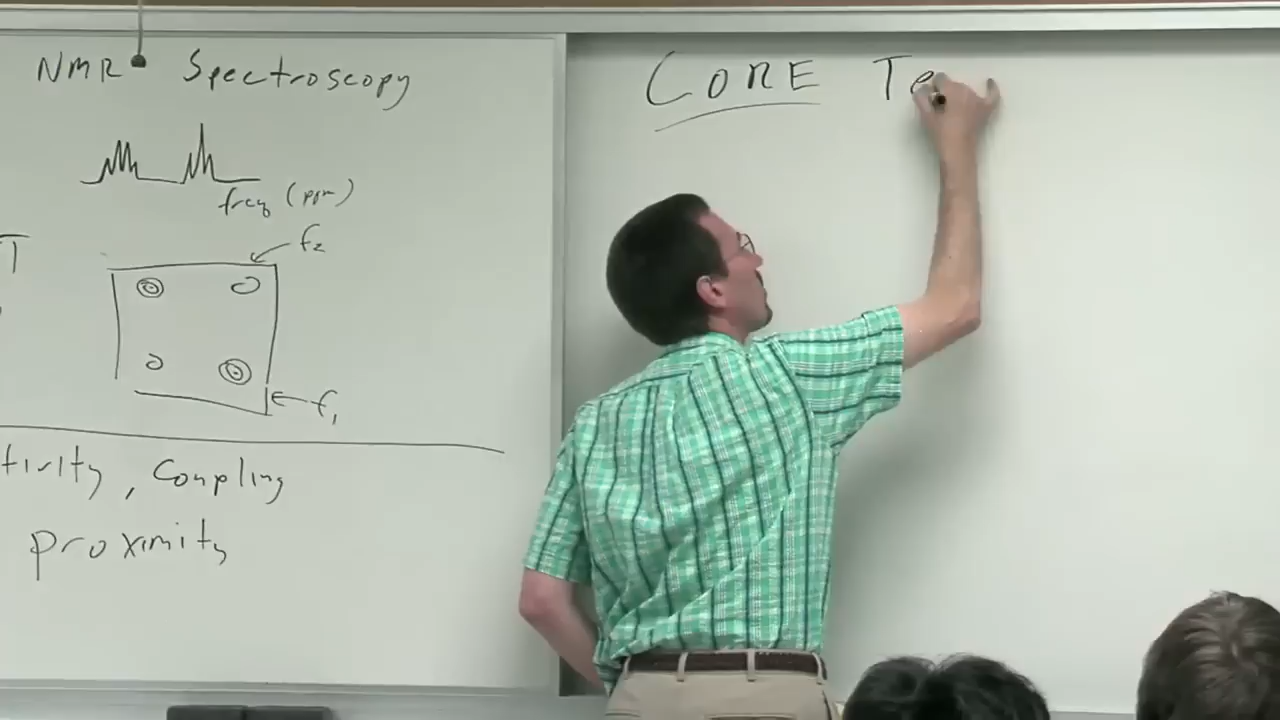 NMR Spectroscopy
freq (ppm)
T
f2
f1
tivity, Coupling
proximity
CORE Te